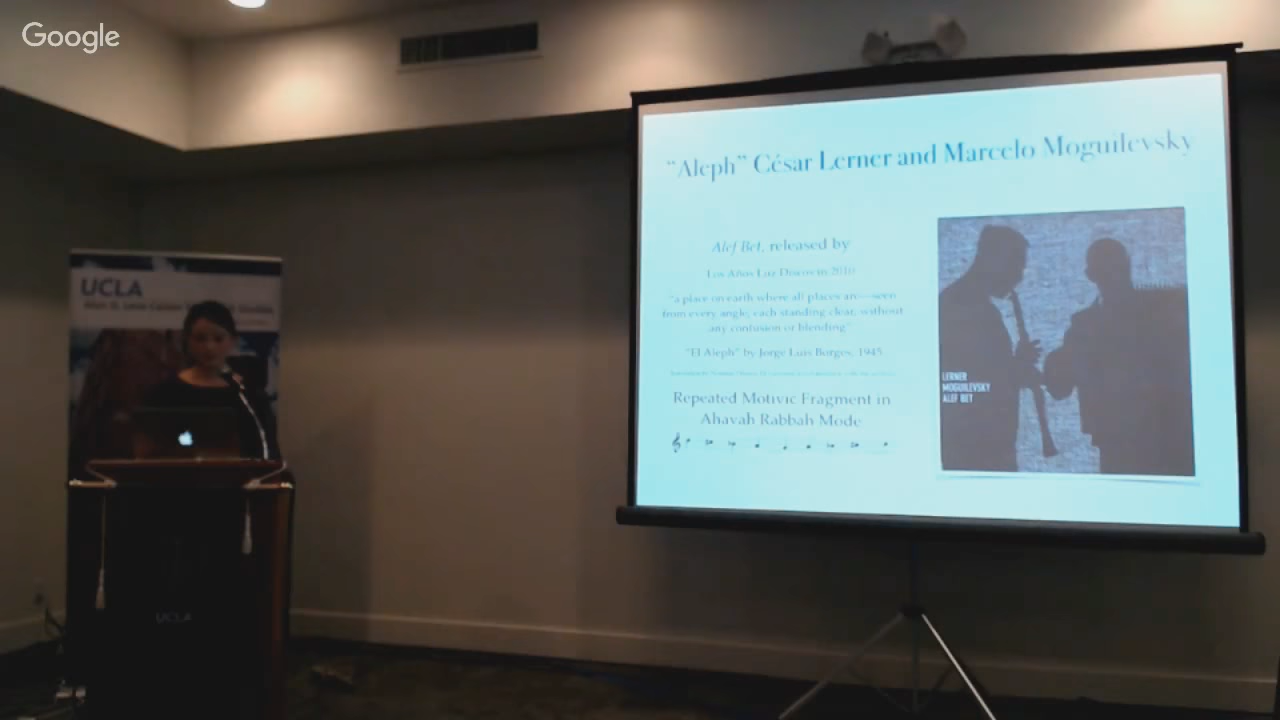 Google
"Aleph" César Lerner and Marcelo Moguilevsky
Alef Bet, released by
Los Años Luz Discos in 2010
"a place on earth where all places are—seen
from every angle, each standing clear, without
any confusion or blending"
"El Aleph" by Jorge Luis Borges, 1945
Repeated Motivic Fragment in
Ahavah Rabbah Mode
LERNER
MOGUILEVSKY
ALEF BET
UCLA
UCLA